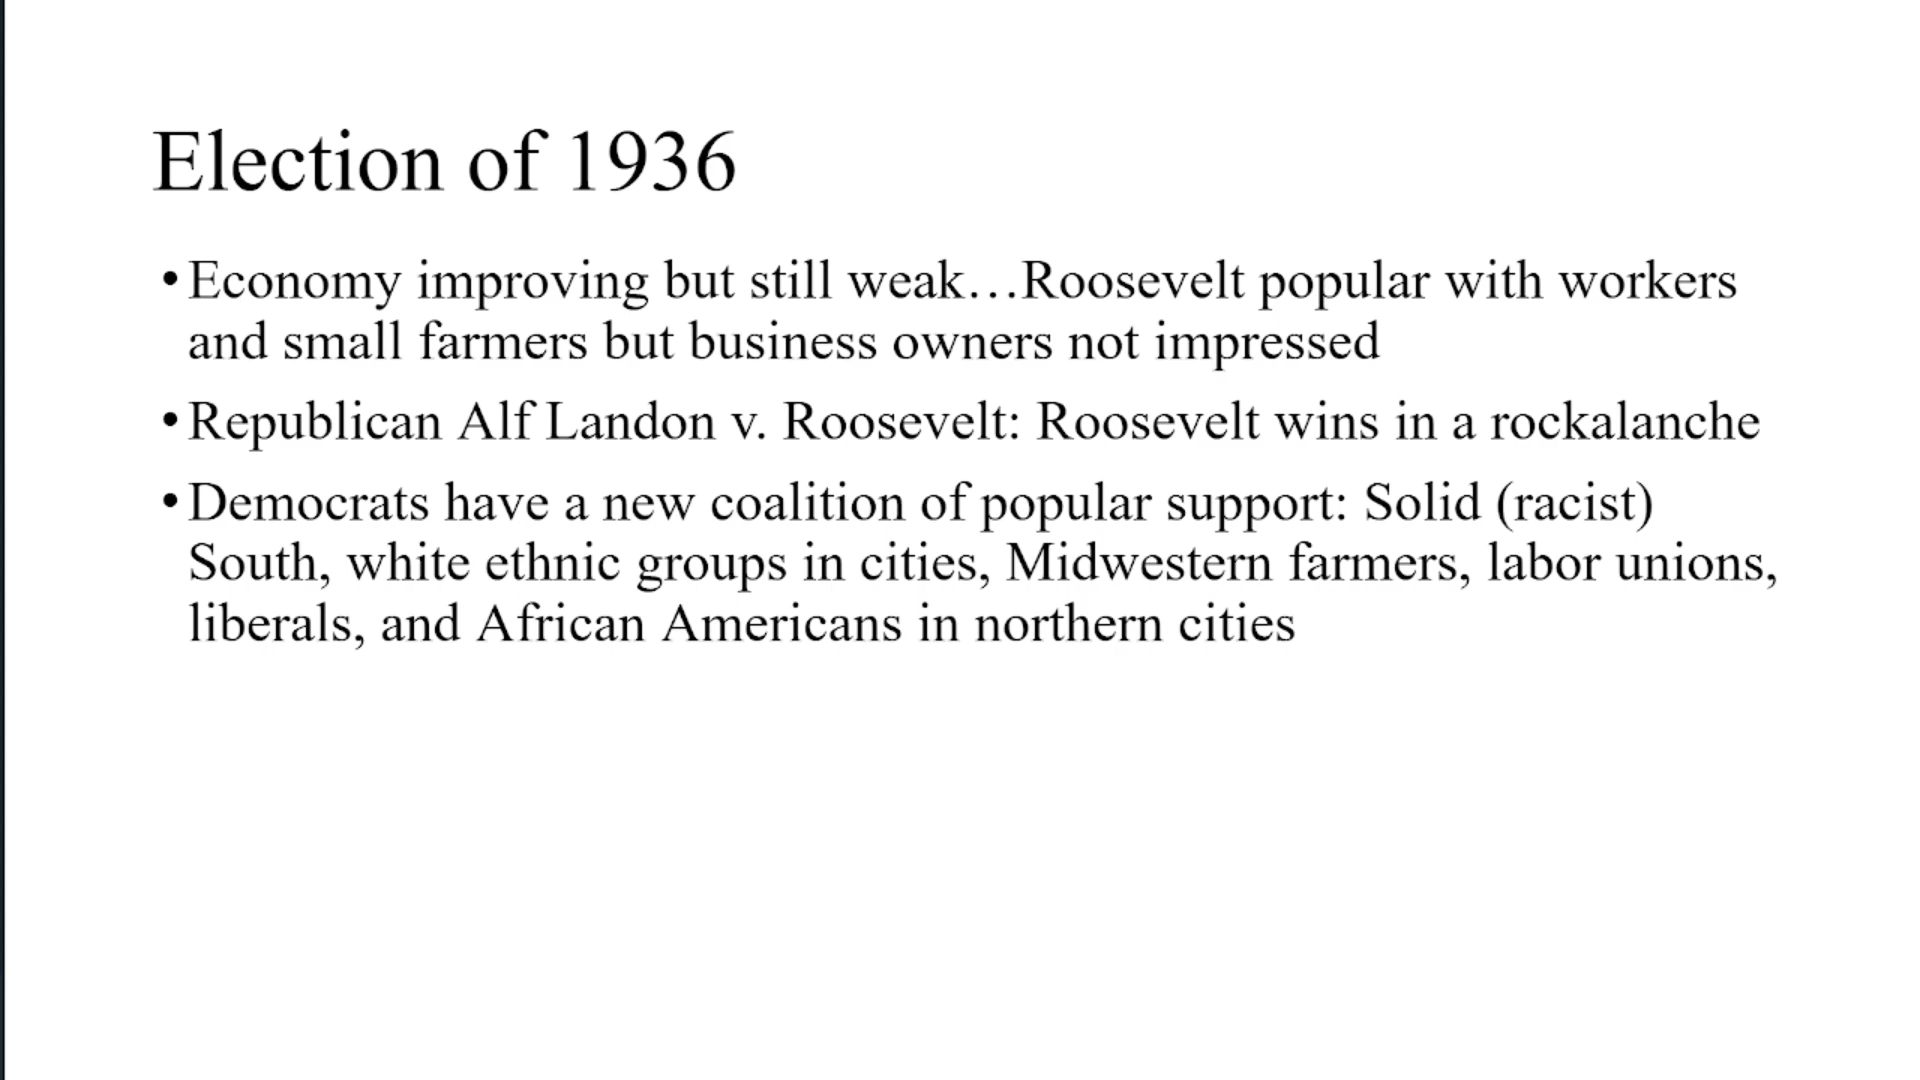 Election of 1936
•Economy improving but still weak…Roosevelt popular with workers
and small farmers but business owners not impressed
•Republican Alf Landon v. Roosevelt: Roosevelt wins in a rockalanche
•Democrats have a new coalition of popular support: Solid (racist)
South, white ethnic groups in cities, Midwestern farmers, labor unions,
liberals, and African Americans in northern cities